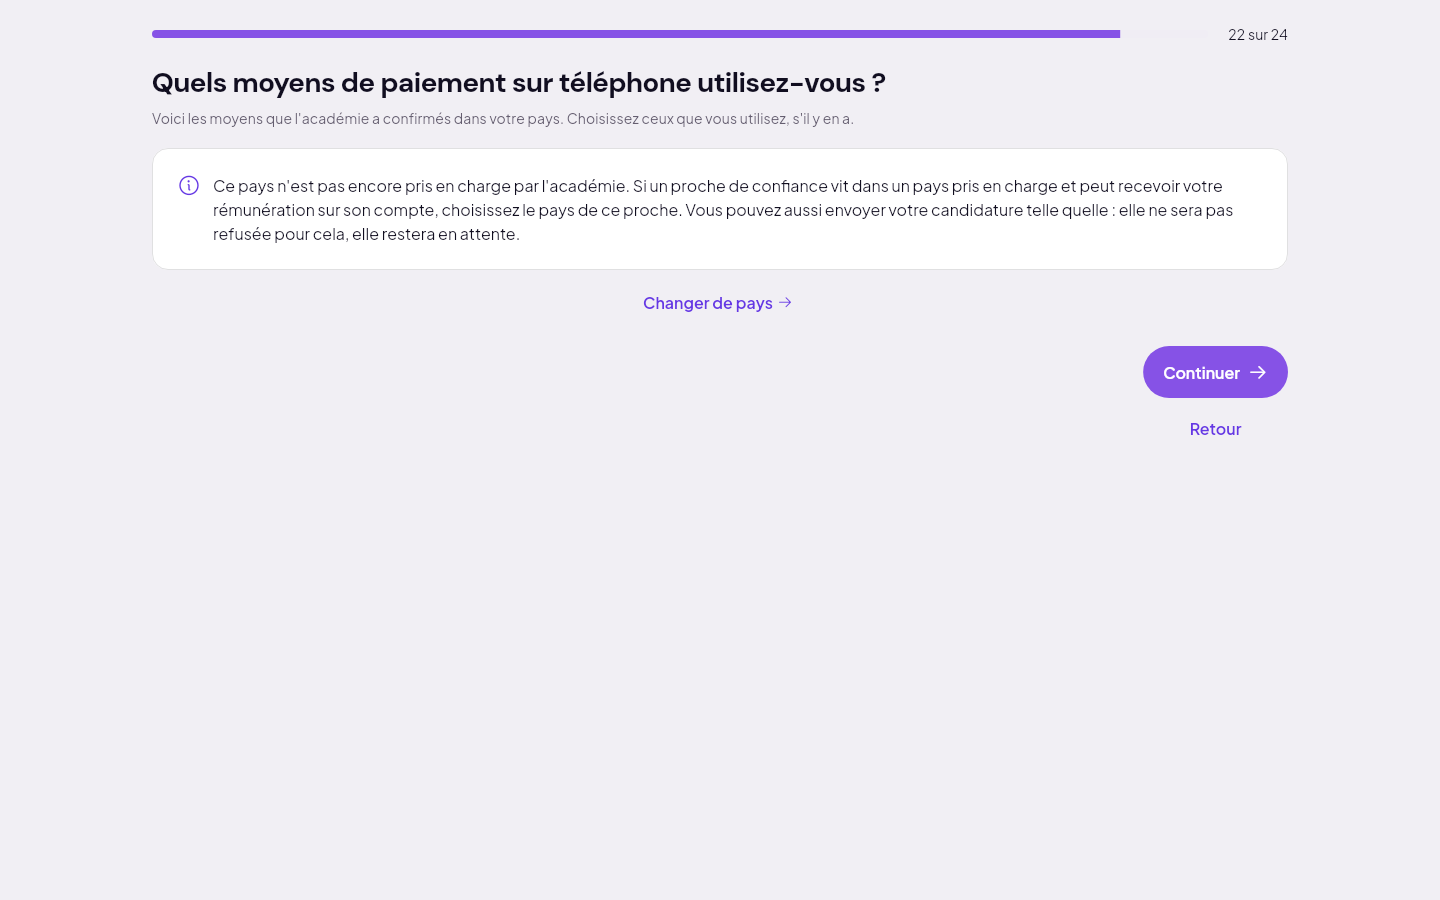 22 sur 24
Quels moyens de paiement sur téléphone utilisez-vous ?
Voici les moyens que l'académie a confirmés dans votre pays. Choisissez ceux que vous utilisez, s'il y en a.
Ce pays n'est pas encore pris en charge par l'académie. Si un proche de confiance vit dans un pays pris en charge et peut recevoir votre
rémunération sur son compte, choisissez le pays de ce proche. Vous pouvez aussi envoyer votre candidature telle quelle : elle ne sera pas
refusée pour cela, elle restera en attente.
Changer de pays
Continuer
Retour